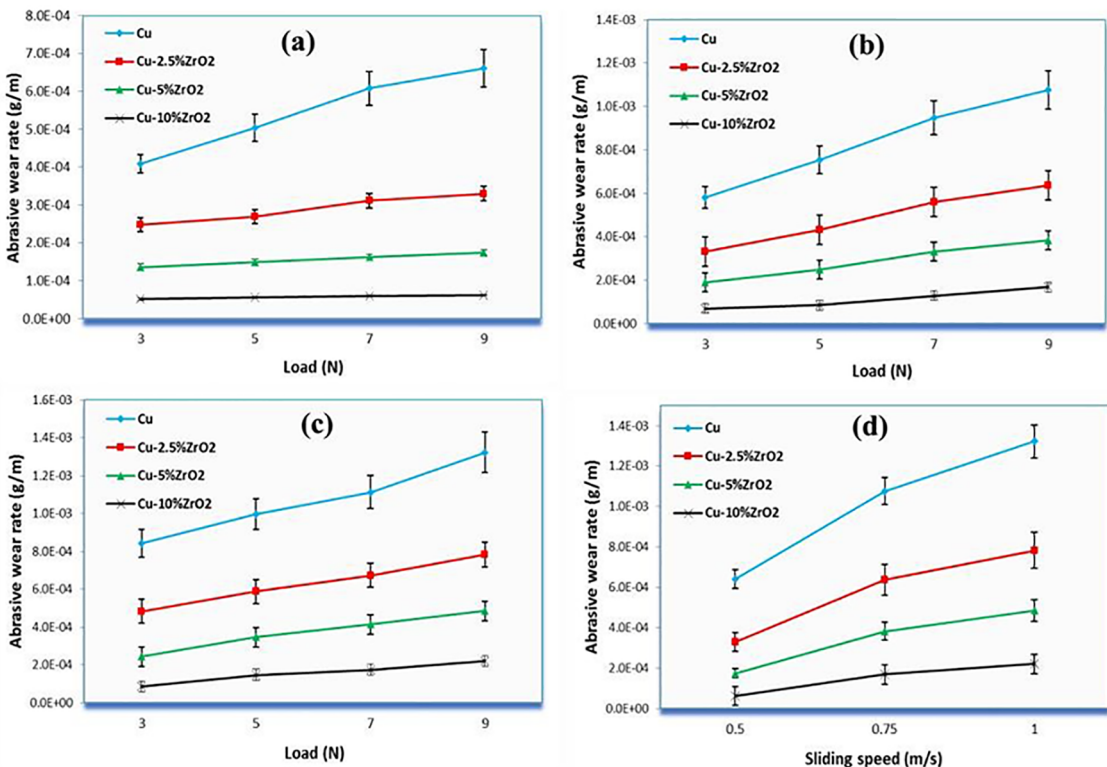 8.0E-04
7.0E-04
6.0E-04
5.0E-04
4.0E-04
3.0E-04
2.0E-04
1.0E-04
0.0E+00
Abrasive wear rate (g/m)
(a)
Cu
Cu-2.5%ZrO2
Cu-5%ZrO2
Cu-10%ZrO2
3 5 7 9
Load (N)
1.4E-03
1.2E-03
1.0E-03
8.0E-04
6.0E-04
4.0E-04
2.0E-04
0.0E+00
Abrasive wear rate (g/m)
(b)
Cu
Cu-2.5%ZrO2
Cu-5%ZrO2
Cu-10%ZrO2
3 5 7 9
Load (N)
1.6E-03
1.4E-03
1.2E-03
1.0E-03
8.0E-04
6.0E-04
4.0E-04
2.0E-04
0.0E+00
Abrasive wear rate (g/m)
(c)
Cu
Cu-2.5%ZrO2
Cu-5%ZrO2
Cu-10%ZrO2
3 5 7 9
Load (N)
1.4E-03
1.2E-03
1.0E-03
8.0E-04
6.0E-04
4.0E-04
2.0E-04
0.0E+00
Abrasive wear rate (g/m)
(d)
Cu
Cu-2.5%ZrO2
Cu-5%ZrO2
Cu-10%ZrO2
0.5 0.75 1
Sliding speed (m/s)